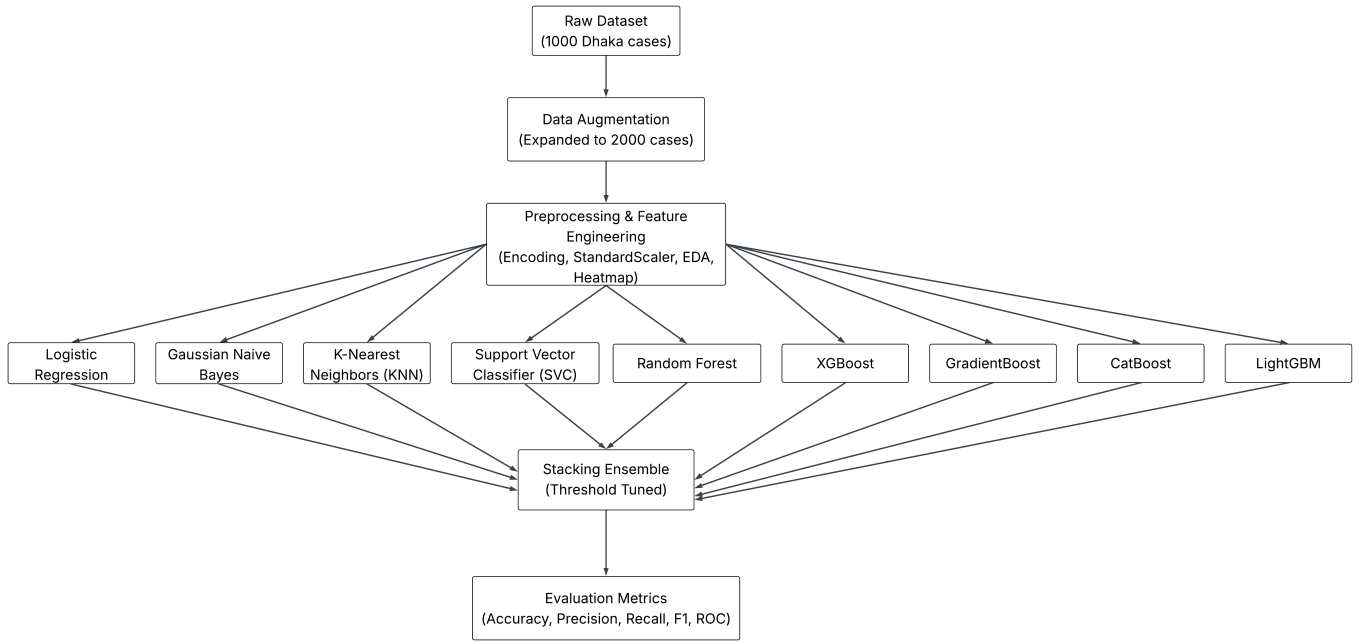 Raw Dataset
(1000 Dhaka cases)
Data Augmentation
(Expanded to 2000 cases)
Preprocessing & Feature
Engineering
(Encoding, StandardScaler, EDA,
Heatmap)
Logistic
Regression
Gaussian Naive
Bayes
K-Nearest
Neighbors (KNN)
Support Vector
Classifier (SVC)
Random Forest
XGBoost
GradientBoost
CatBoost
LightGBM
Stacking Ensemble
(Threshold Tuned)
Evaluation Metrics
(Accuracy, Precision, Recall, F1, ROC)